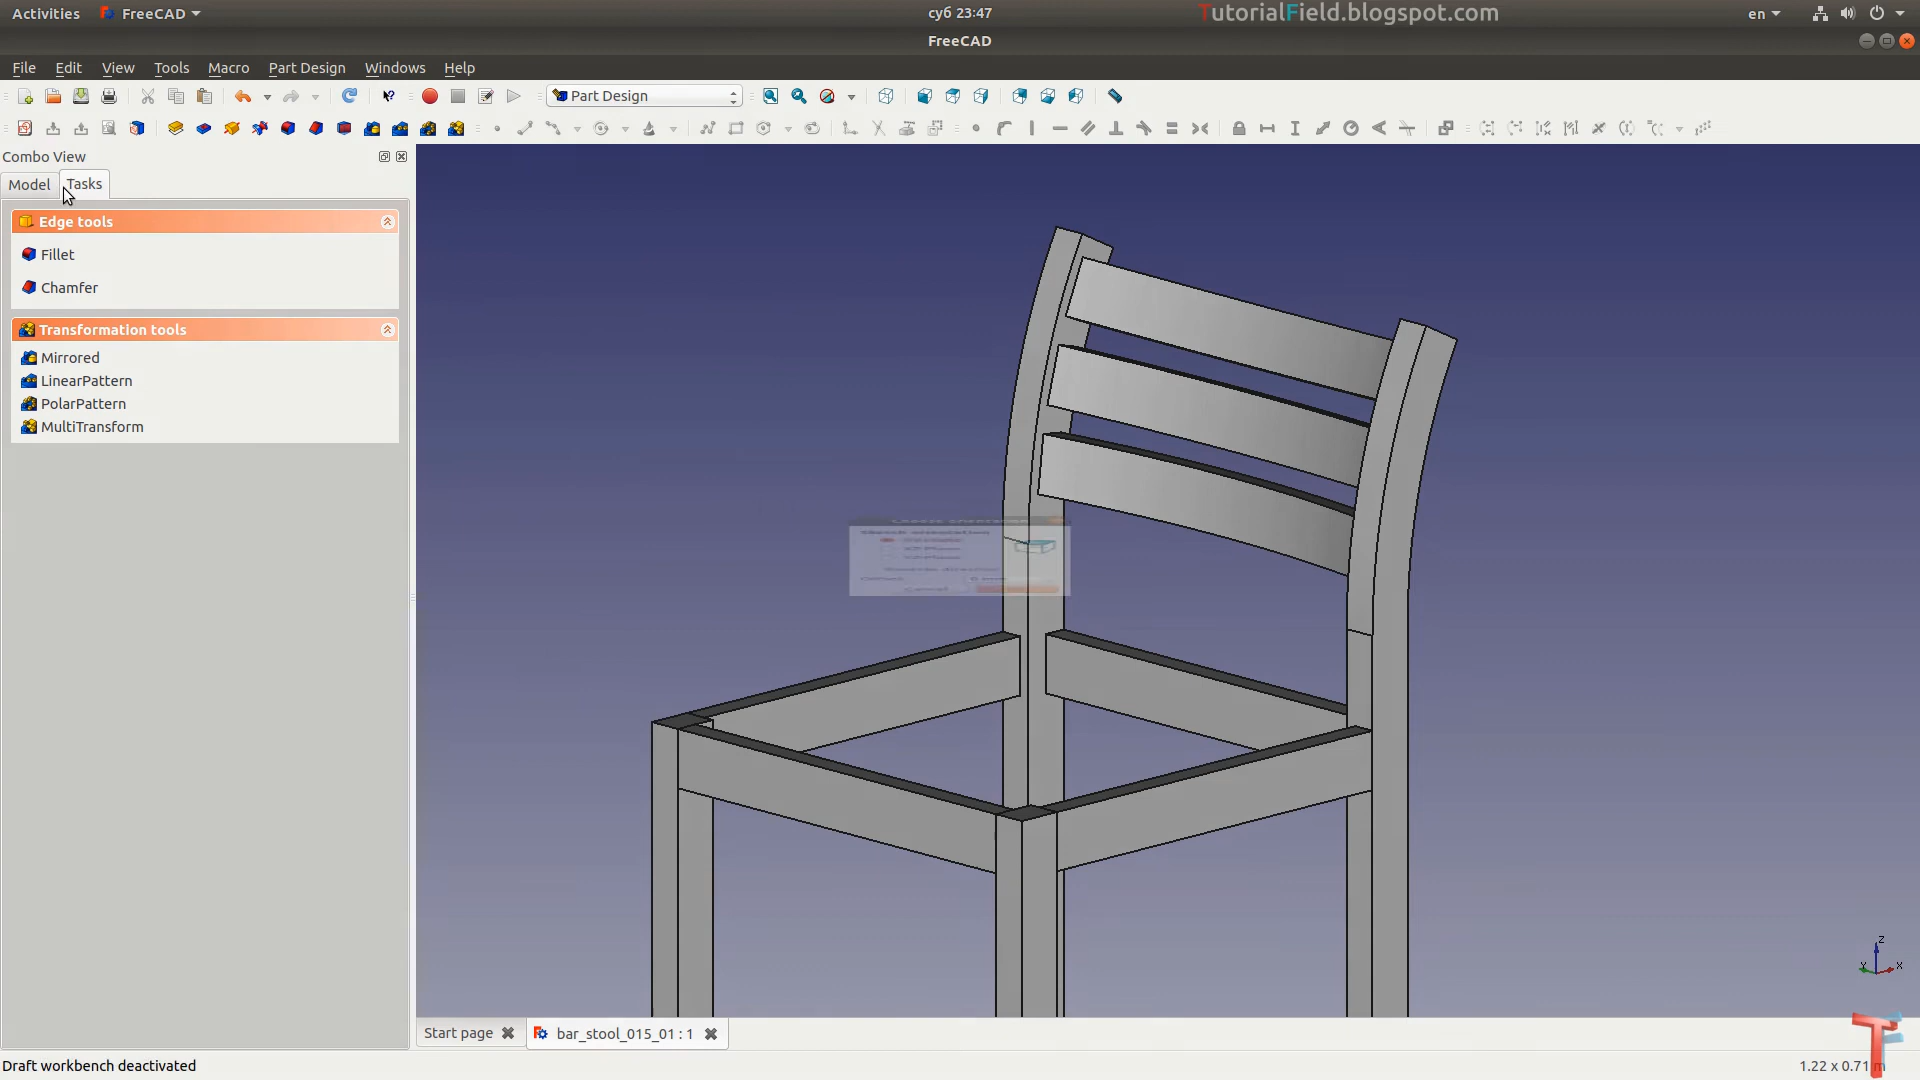 Activities FreeCAD суб 23:47 TutorialField.blogspot.com en
FreeCAD
File Edit View Tools Macro Part Design Windows Help
Part Design
Combo View
Model Tasks
Edge tools
Fillet
Chamfer
Transformation tools
Mirrored
LinearPattern
PolarPattern
MultiTransform
Z
Y X
Start page bar_stool_015_01 : 1
Draft workbench deactivated 1.22 x 0.71 m